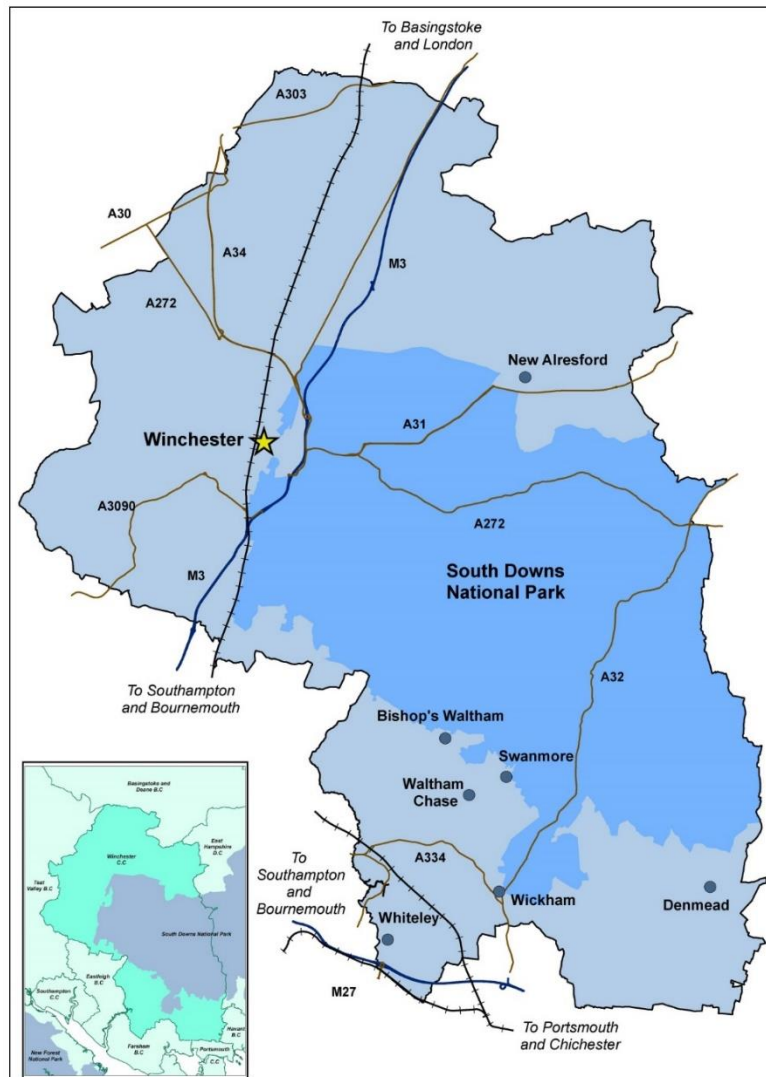 To Basingstoke
and London
A303
A30
A34
M3
A272
New Alresford
Winchester
A31
A3090
A272
M3
South Downs
National Park
A32
To Southampton
and Bournemouth
Bishop's Waltham
Swanmore
Waltham
Chase
A334
To
Southampton
and
Bournemouth
Wickham
Denmead
Whiteley
M27
To Portsmouth
and Chichester
Basingstoke and
Deane B.C
Winchester
C.C
East
Hampshire
D.C
Test
Valley B.C
South Downs National Park
Eastleigh
B.C
Southampton
C.C
Havant
B.C
New Forest
National Park
Fareham
B.C
Portsmouth
C.C